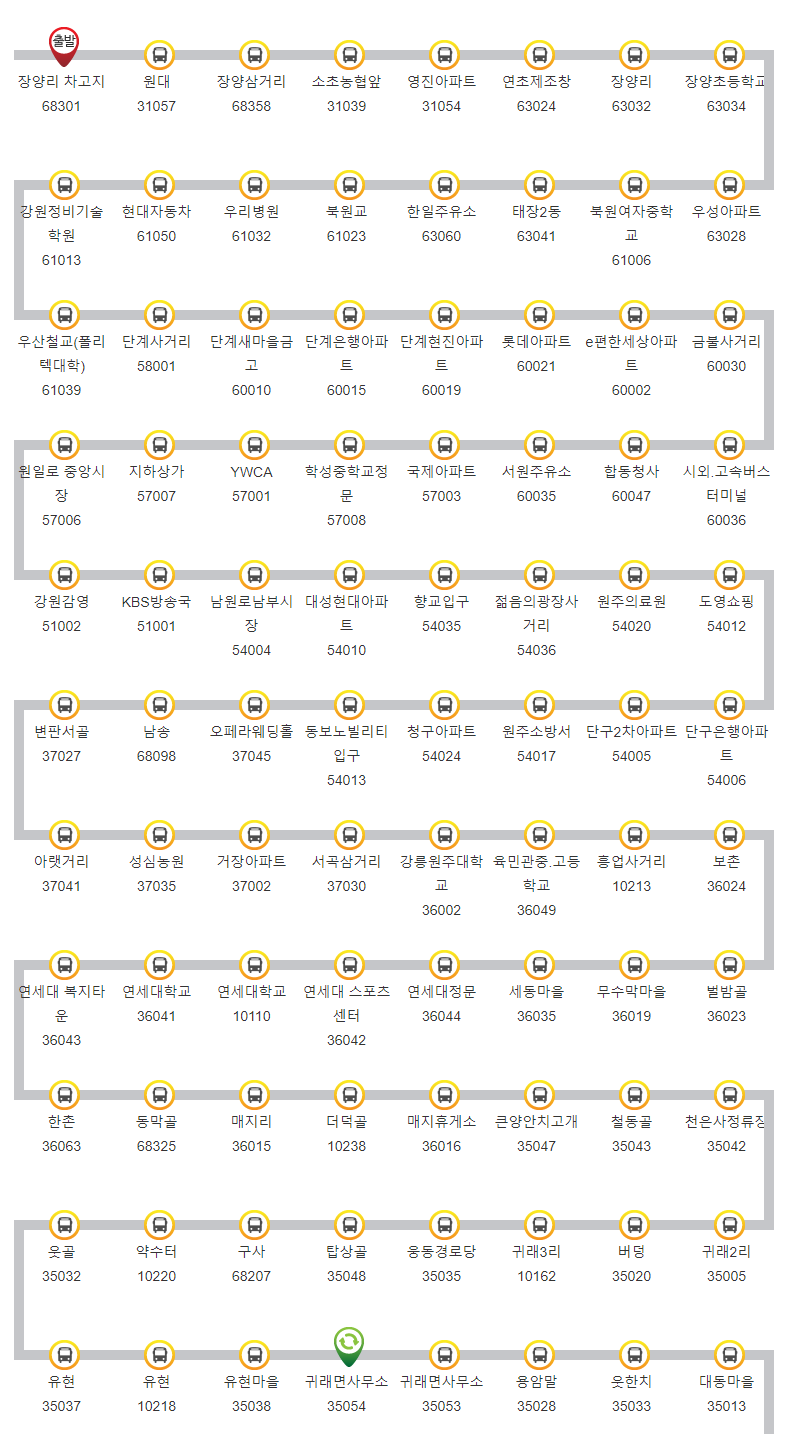 출발
장양리 차고지
68301
원대
31057
장양삼거리
68358
소초농협앞
31039
영진아파트
31054
연초제조창
63024
장양리
63032
장양초등학교
63034
강원정비기술
학원
61013
현대자동차
61050
우리병원
61032
북원교
61023
한일주유소
63060
태장2동
63041
북원여자중학
교
61006
우성아파트
63028
우산철교(폴리
텍대학)
61039
단계사거리
58001
단계새마을금
고
60010
단계은행아파
트
60015
단계현진아파
트
60019
롯데아파트
60021
e편한세상아파
트
60002
금불사거리
60030
원일로 중앙시
장
57006
지하상가
57007
YWCA
57001
학성중학교정
문
57008
국제아파트
57003
서원주유소
60035
합동청사
60047
시외.고속버스
터미널
60036
강원감영
51002
KBS방송국
51001
남원로남부시
장
54004
대성현대아파
트
54010
향교입구
54035
젊음의광장사
거리
54036
원주의료원
54020
도영쇼핑
54012
변판서골
37027
남송
68098
오페라웨딩홀
37045
동보노빌리티
입구
54013
청구아파트
54024
원주소방서
54017
단구2차아파트
54005
단구은행아파
트
54006
아랫거리
37041
성심농원
37035
거장아파트
37002
서곡삼거리
37030
강릉원주대학
교
36002
육민관중.고등
학교
36049
흥업사거리
10213
보촌
36024
연세대 복지타
운
36043
연세대학교
36041
연세대학교
10110
연세대 스포츠
센터
36042
연세대정문
36044
세동마을
36035
무수막마을
36019
벌밤골
36023
한촌
36063
동막골
68325
매지리
36015
더덕골
10238
매지휴게소
36016
큰양안치고개
35047
철동골
35043
천은사정류장
35042
웃골
35032
약수터
10220
구사
68207
탑상골
35048
웅동경로당
35035
귀래3리
10162
버덩
35020
귀래2리
35005
유현
35037
유현
10218
유현마을
35038
귀래면사무소
35054
귀래면사무소
35053
용암말
35028
웃한치
35033
대동마을
35013